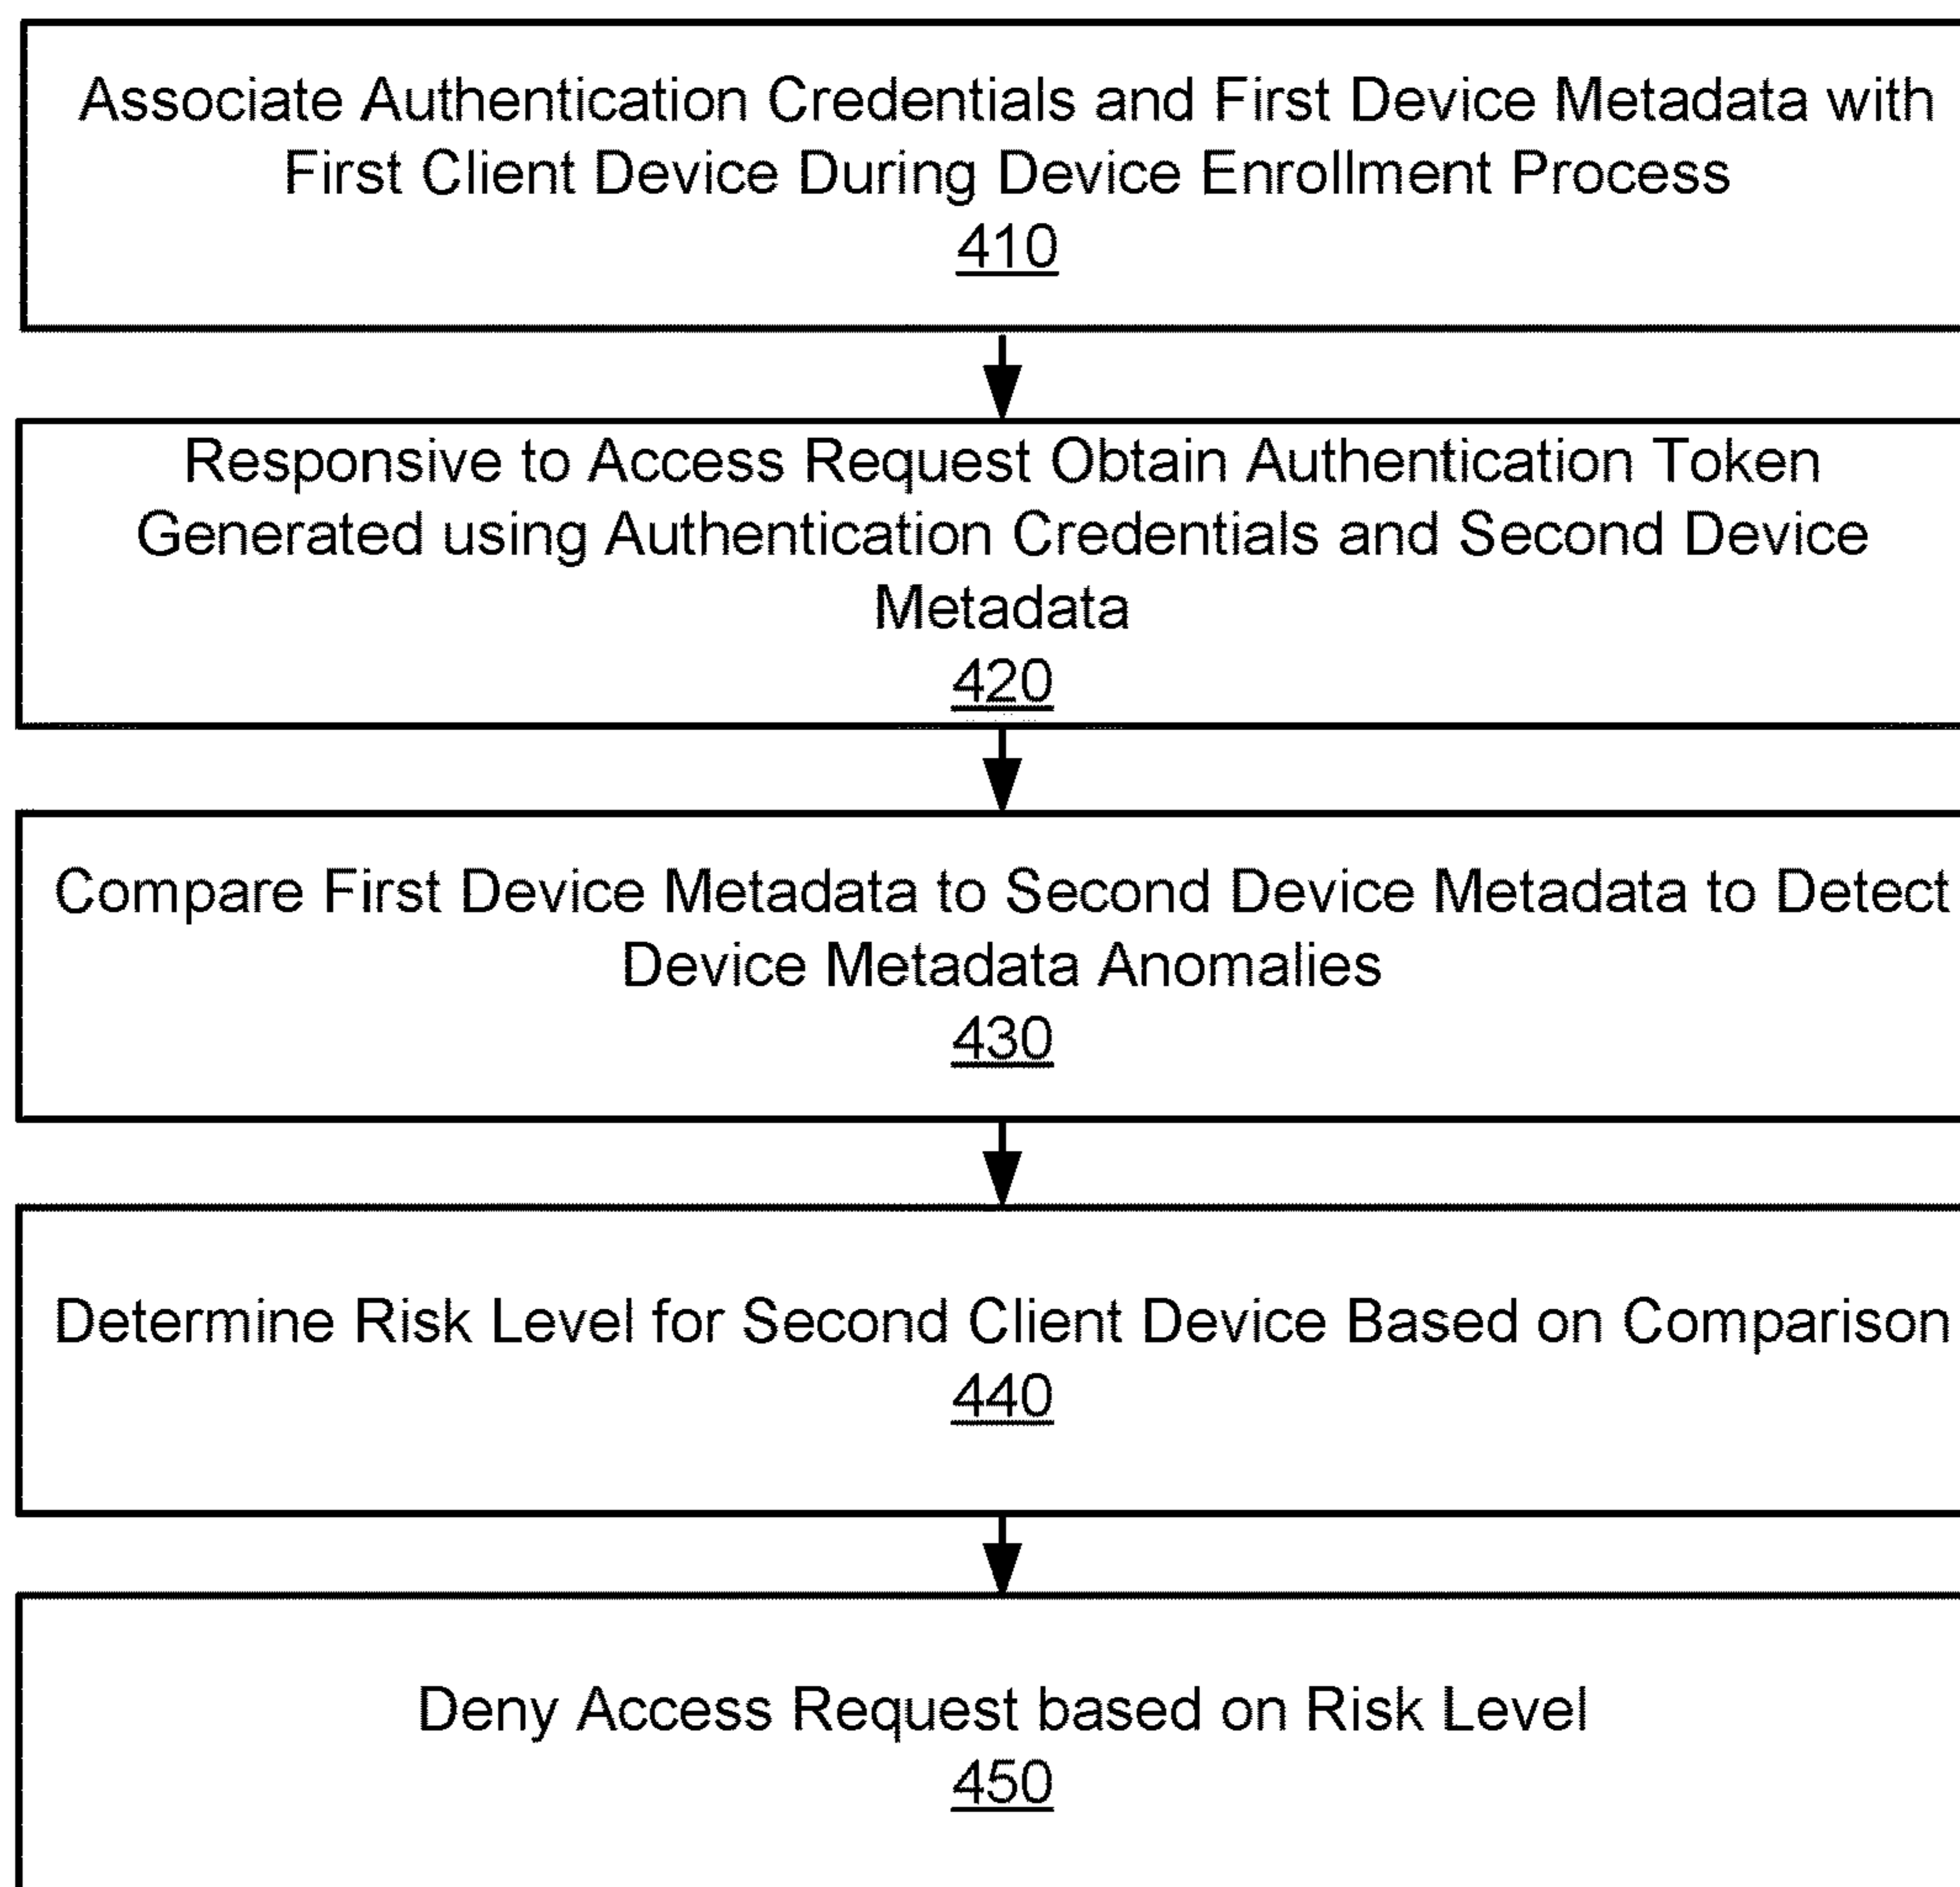 Associate Authentication Credentials and First Device Metadata with
First Client Device During Device Enrollment Process
410
Responsive to Access Request Obtain Authentication Token
Generated using Authentication Credentials and Second Device
Metadata
420
Compare First Device Metadata to Second Device Metadata to Detect
Device Metadata Anomalies
430
Determine Risk Level for Second Client Device Based on Comparison
440
Deny Access Request based on Risk Level
450